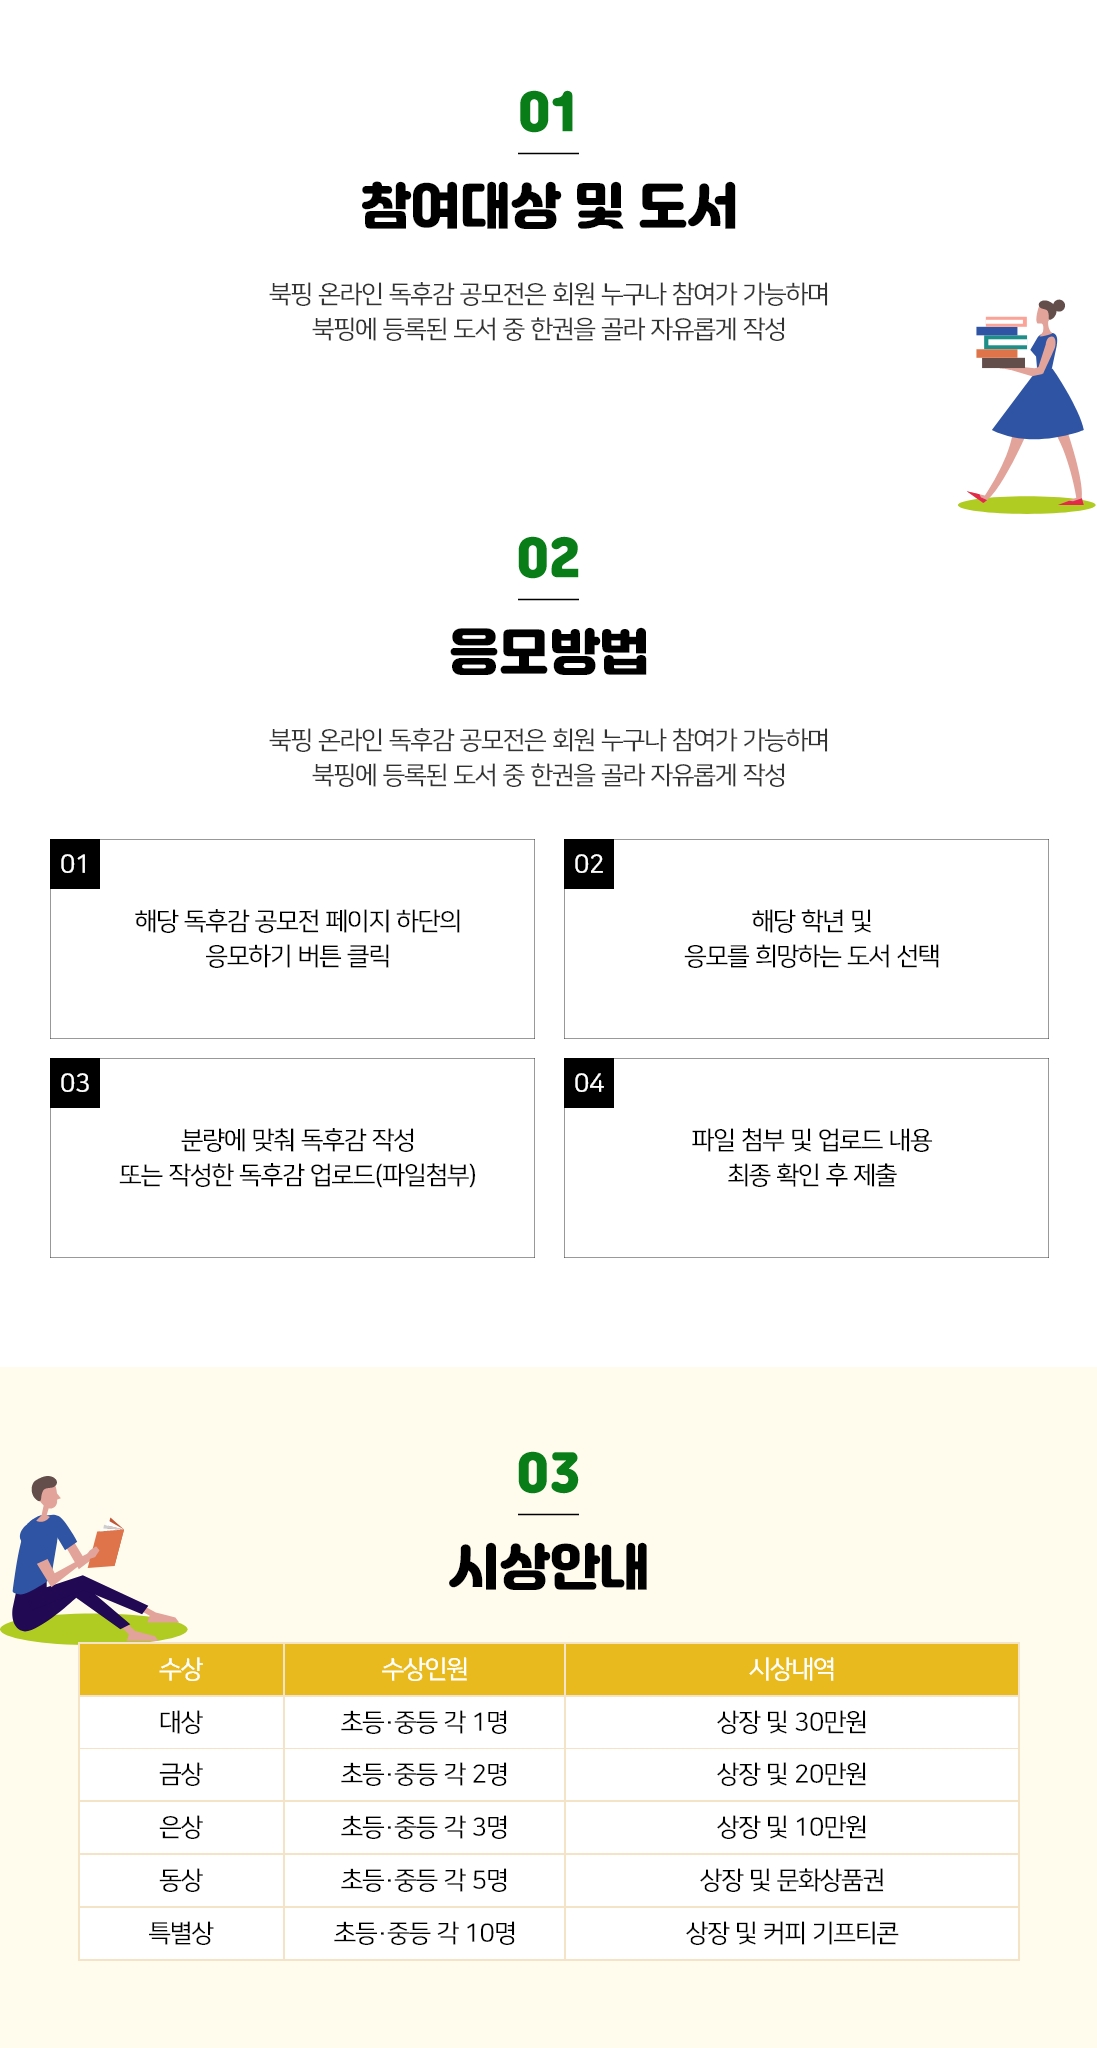 01
참여대상 및 도서
북핑 온라인 독후감 공모전은 회원 누구나 참여가 가능하며
북핑에 등록된 도서 중 한권을 골라 자유롭게 작성
02
응모방법
북핑 온라인 독후감 공모전은 회원 누구나 참여가 가능하며
북핑에 등록된 도서 중 한권을 골라 자유롭게 작성
01
해당 독후감 공모전 페이지 하단의
응모하기 버튼 클릭
02
해당 학년 및
응모를 희망하는 도서 선택
03
분량에 맞춰 독후감 작성
또는 작성한 독후감 업로드(파일첨부)
04
파일 첨부 및 업로드 내용
최종 확인 후 제출
03
시상안내
수상 수상인원 시상내역
대상 초등·중등 각 1명 상장 및 30만원
금상 초등·중등 각 2명 상장 및 20만원
은상 초등·중등 각 3명 상장 및 10만원
동상 초등·중등 각 5명 상장 및 문화상품권
특별상 초등·중등 각 10명 상장 및 커피 기프티콘